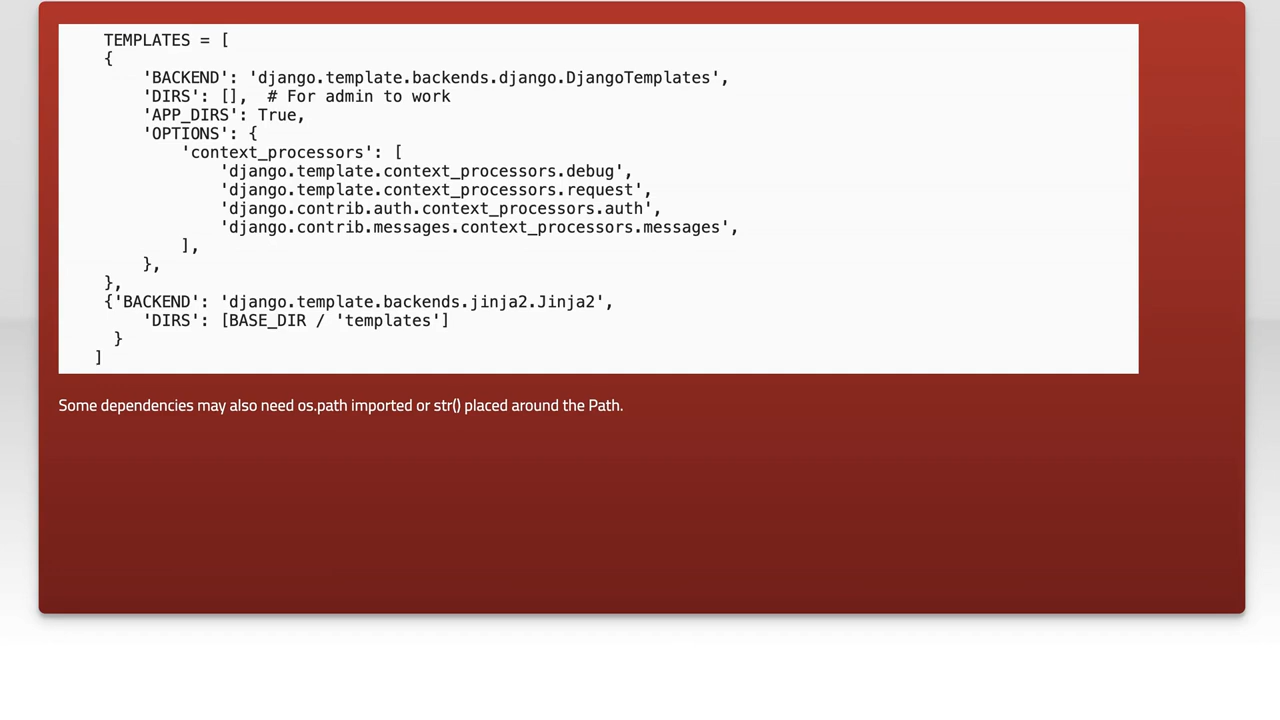 TEMPLATES = [
{
'BACKEND': 'django.template.backends.django.DjangoTemplates',
'DIRS': [],  # For admin to work
'APP_DIRS': True,
'OPTIONS': {
'context_processors': [
'django.template.context_processors.debug',
'django.template.context_processors.request',
'django.contrib.auth.context_processors.auth',
'django.contrib.messages.context_processors.messages',
],
},
},
{'BACKEND': 'django.template.backends.jinja2.Jinja2',
'DIRS': [BASE_DIR / 'templates']
}
]
Some dependencies may also need os.path imported or str() placed around the Path.